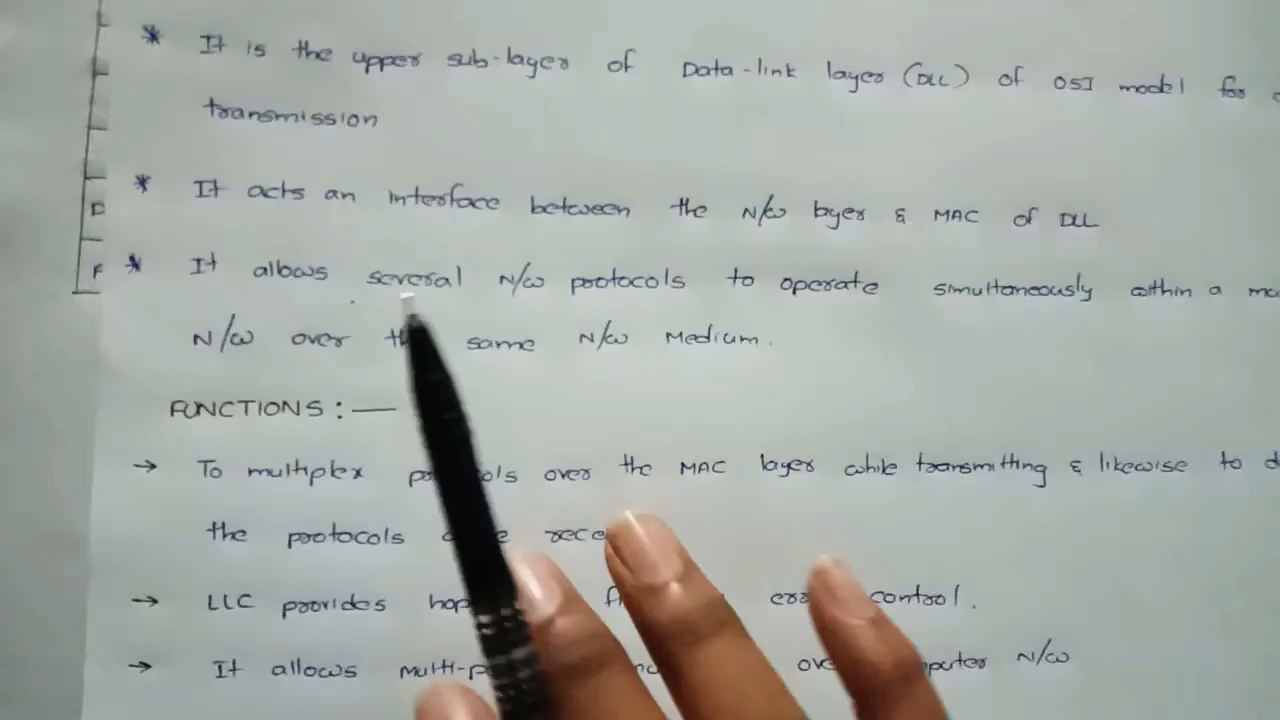 * It is the upper sub-layer of Data-link layer (DLL) of OSI model for
transmission
* It acts an interface between the N/w layer & MAC of DLL
D
F
* It allows several N/w protocols to operate simultaneously within a
N/w over same N/w Medium.
FUNCTIONS :—
→ To multiplex over the MAC layer while transmitting & likewise to
the protocols
→ LLC provides control.
→ It allows N/w